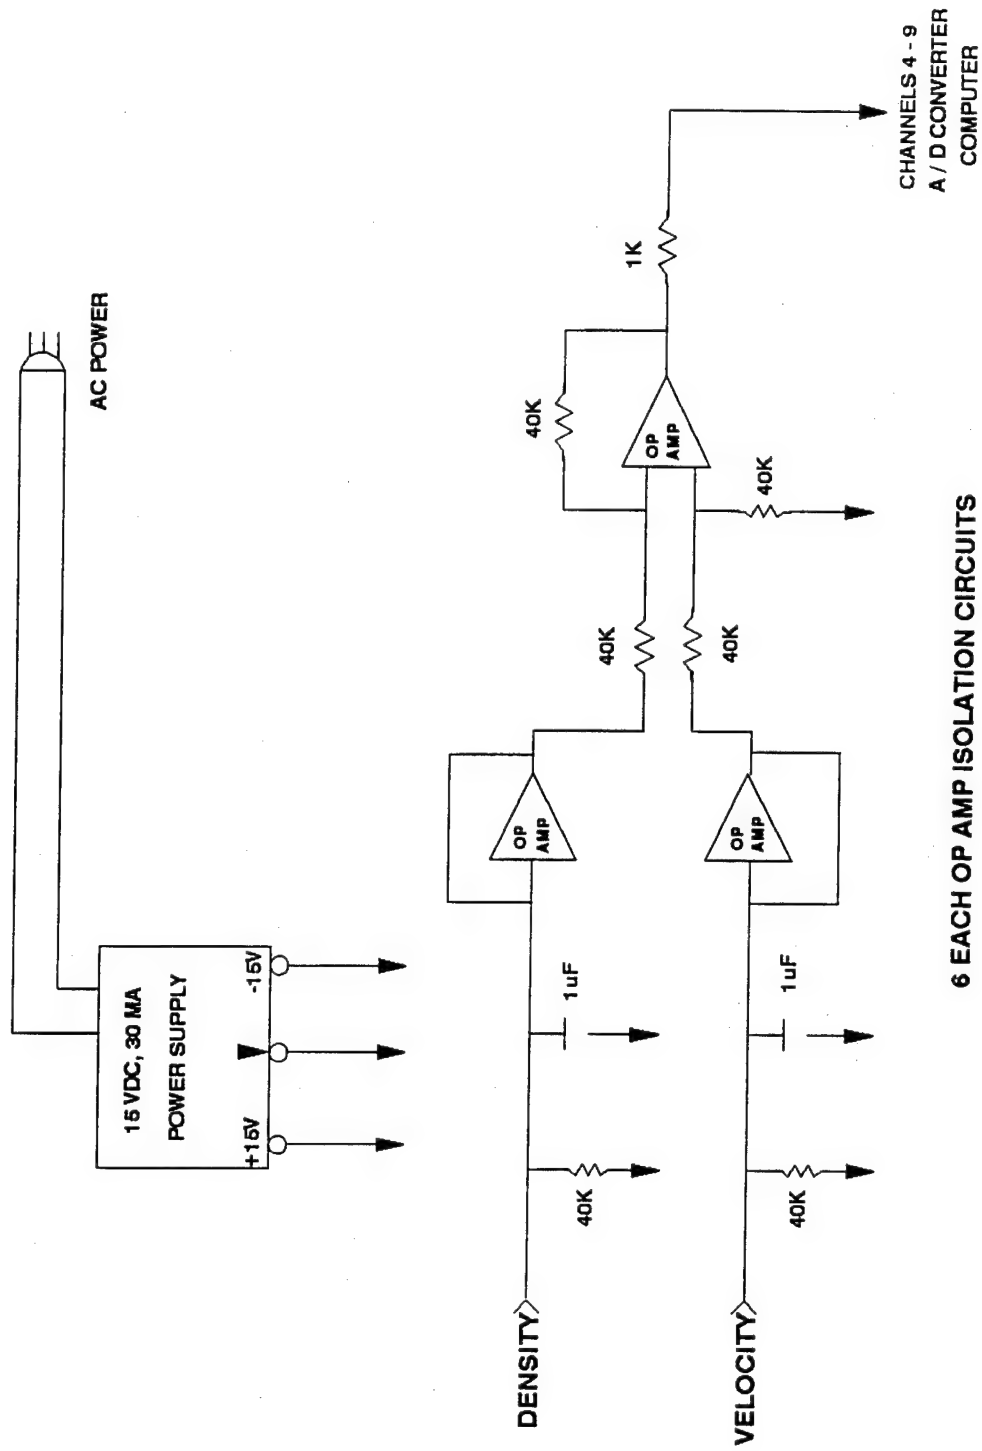 AC POWER
15 VDC, 30 MA
POWER SUPPLY
+15V
-15V
DENSITY
40K
1uF
OP
AMP
VELOCITY
40K
1uF
OP
AMP
40K
40K
40K
OP
AMP
40K
1K
CHANNELS 4 - 9
A / D CONVERTER
COMPUTER
6 EACH OP AMP ISOLATION CIRCUITS